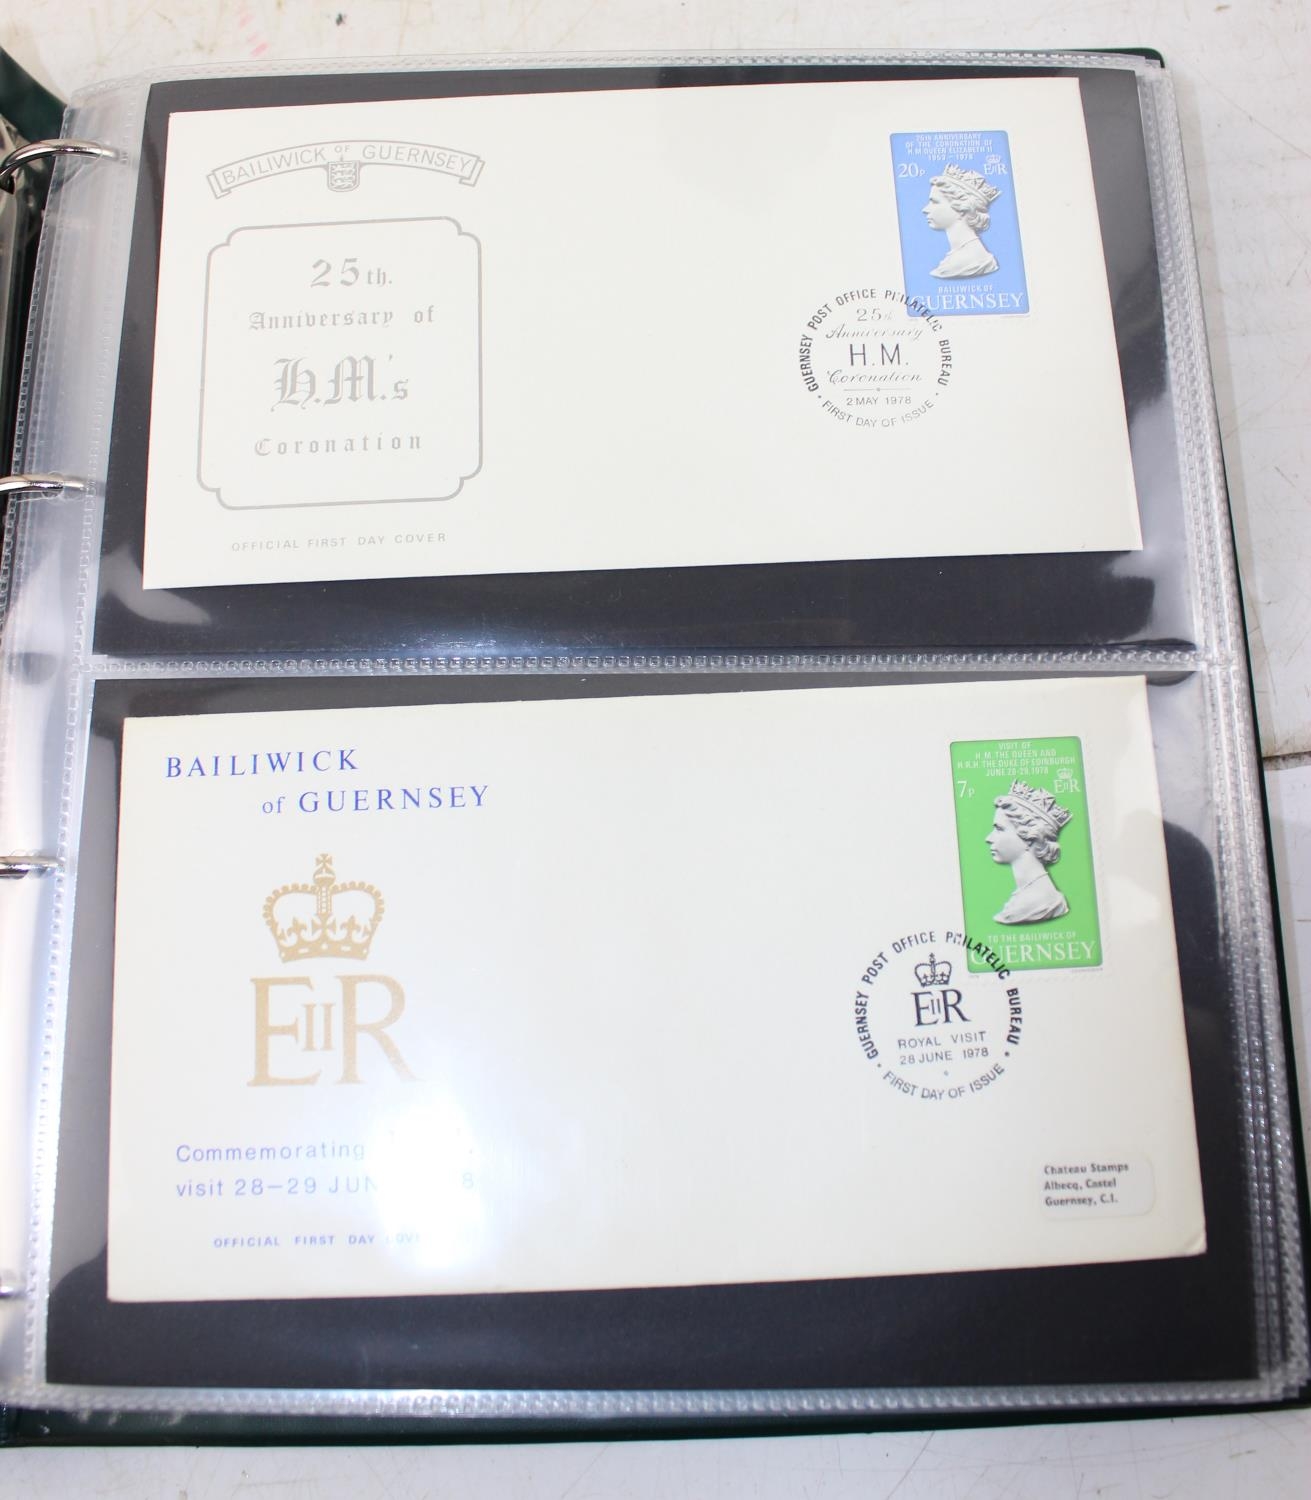 BAILIWICK OF GUERNSEY
25th.
Anniversary of
H.M.'s
Coronation
OFFICIAL FIRST DAY COVER
25th ANNIVERSARY
OF THE CORONATION OF
H.M. QUEEN ELIZABETH II
1953 - 1978
20p
EIIR
BAILIWICK OF
GUERNSEY
GUERNSEY POST OFFICE PHILATELIC BUREAU
25th
Anniversary
H.M.
Coronation
2 MAY 1978
FIRST DAY OF ISSUE
BAILIWICK
of GUERNSEY
EIIR
Commemorating
visit 28-29 JUN
OFFICIAL FIRST DAY
VISIT OF
H.M. THE QUEEN AND
H.R.H. THE DUKE OF EDINBURGH
JUNE 28-29, 1978
7p
EIIR
TO THE BAILIWICK OF
GUERNSEY
GUERNSEY POST OFFICE PHILATELIC BUREAU
EIIR
ROYAL VISIT
28 JUNE 1978
FIRST DAY OF ISSUE
Chateau Stamps
Albecq, Castel
Guernsey, C.I.